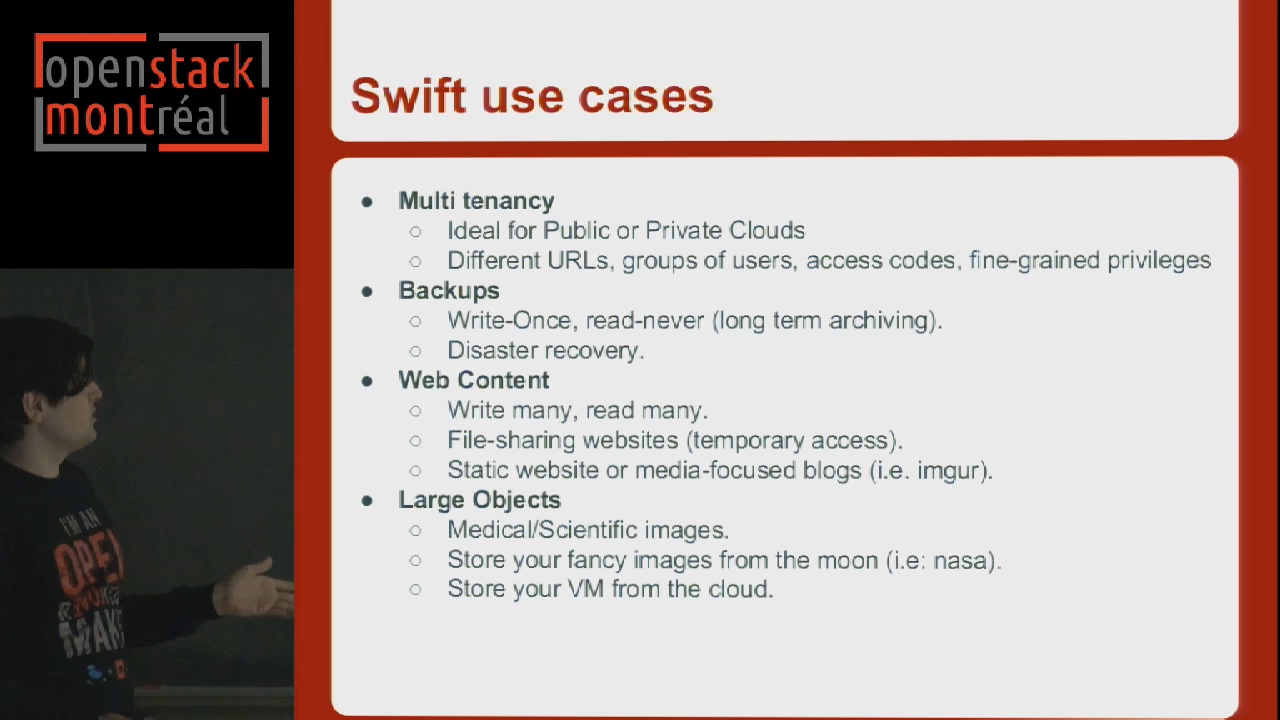 openstack
montréal
Swift use cases
● Multi tenancy
○ Ideal for Public or Private Clouds
○ Different URLs, groups of users, access codes, fine-grained privileges
● Backups
○ Write-Once, read-never (long term archiving).
○ Disaster recovery.
● Web Content
○ Write many, read many.
○ File-sharing websites (temporary access).
○ Static website or media-focused blogs (i.e. imgur).
● Large Objects
○ Medical/Scientific images.
○ Store your fancy images from the moon (i.e: nasa).
○ Store your VM from the cloud.
I'M AN